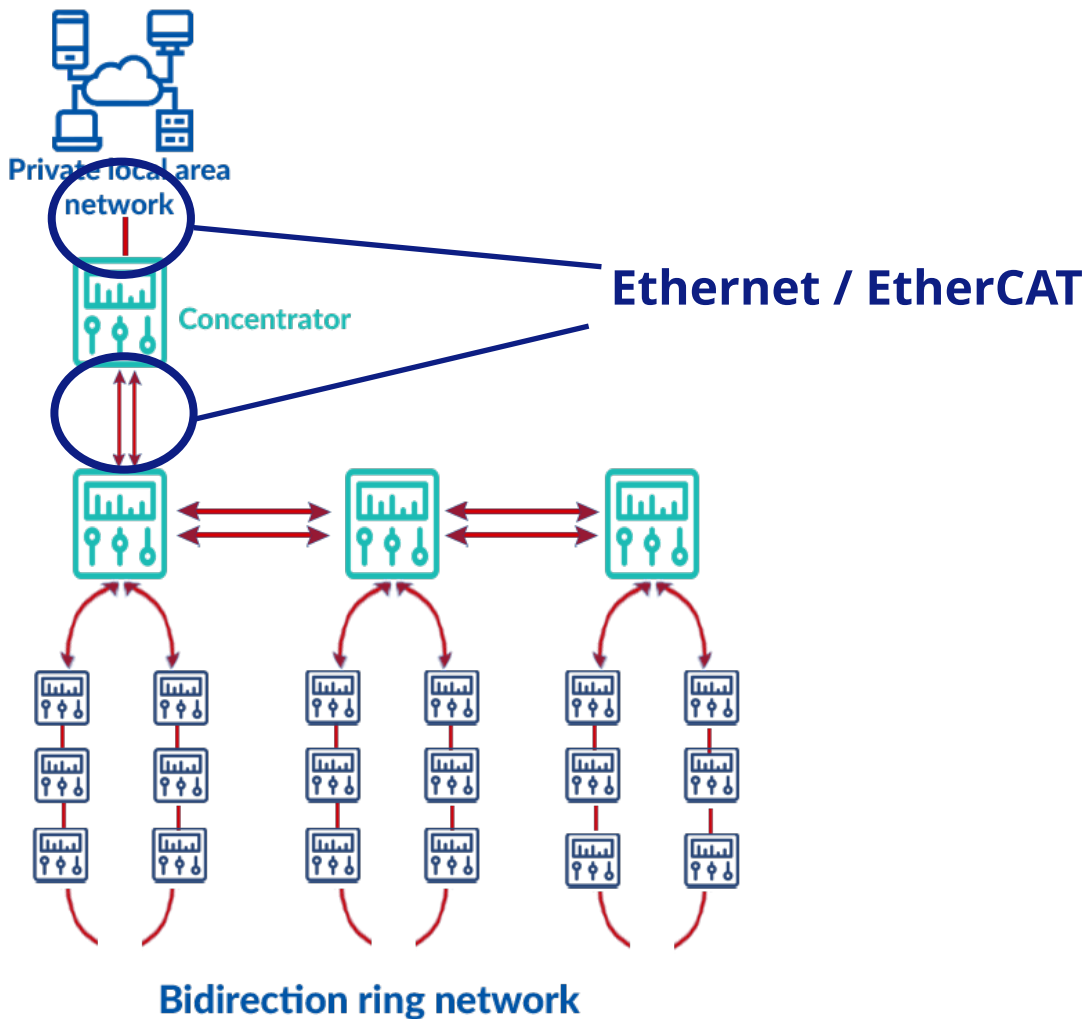 Private local area
network
Ethernet / EtherCAT
Concentrator
Bidirection ring network